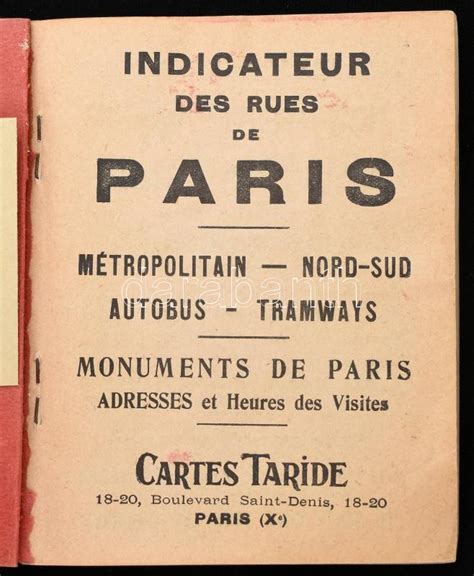 INDICATEUR
DES RUES
DE
PARIS
MÉTROPOLITAIN — NORD-SUD
AUTOBUS - TRAMWAYS
MONUMENTS DE PARIS
ADRESSES et Heures des Visites
CARTES TARIDE
18-20, Boulevard Saint-Denis, 18-20
PARIS (Xe)
darabanth